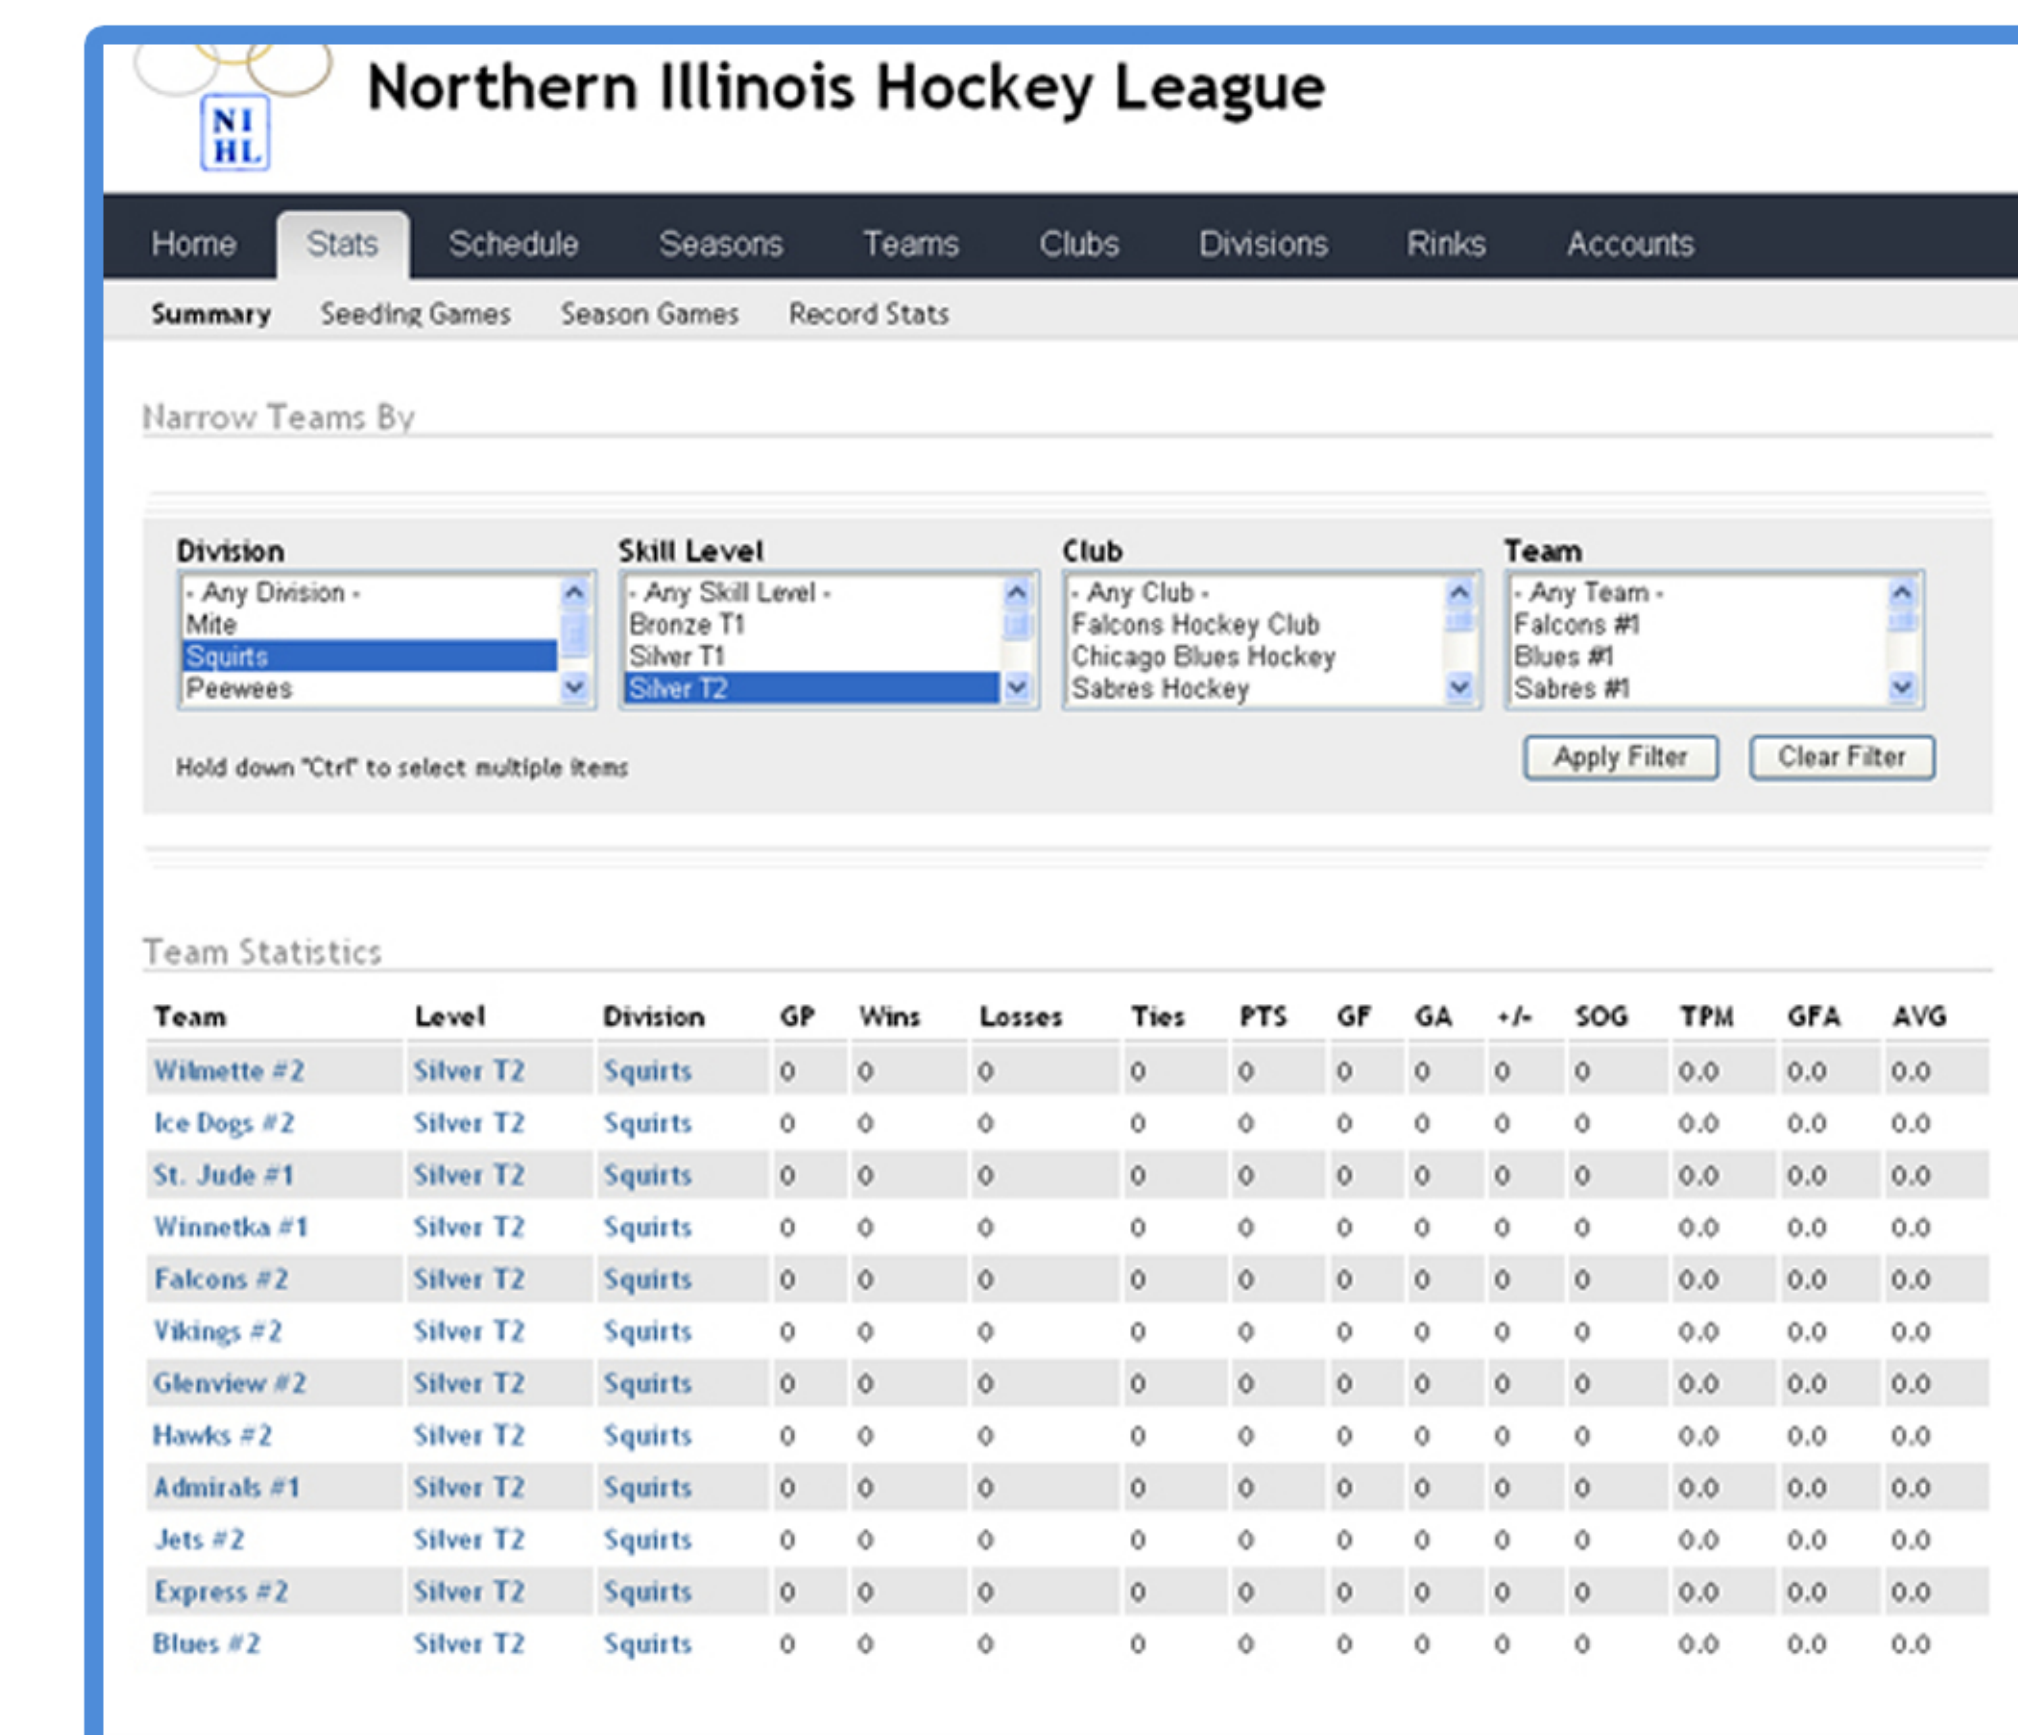 NI
HL
Northern Illinois Hockey League
Home Stats Schedule Seasons Teams Clubs Divisions Rinks Accounts
Summary Seeding Games Season Games Record Stats
Narrow Teams By
Division Skill Level Club Team
- Any Division - - Any Skill Level - - Any Club - - Any Team -
Mite Bronze T1 Falcons Hockey Club Falcons #1
Squirts Silver T1 Chicago Blues Hockey Blues #1
Peewees Silver T2 Sabres Hockey Sabres #1
Hold down "Ctrl" to select multiple items Apply Filter Clear Filter
Team Statistics
Team Level Division GP Wins Losses Ties PTS GF GA +/- SOG TPM GFA AVG
Wilmette #2 Silver T2 Squirts 0 0 0 0 0 0 0 0 0 0.0 0.0 0.0
Ice Dogs #2 Silver T2 Squirts 0 0 0 0 0 0 0 0 0 0.0 0.0 0.0
St. Jude #1 Silver T2 Squirts 0 0 0 0 0 0 0 0 0 0.0 0.0 0.0
Winnetka #1 Silver T2 Squirts 0 0 0 0 0 0 0 0 0 0.0 0.0 0.0
Falcons #2 Silver T2 Squirts 0 0 0 0 0 0 0 0 0 0.0 0.0 0.0
Vikings #2 Silver T2 Squirts 0 0 0 0 0 0 0 0 0 0.0 0.0 0.0
Glenview #2 Silver T2 Squirts 0 0 0 0 0 0 0 0 0 0.0 0.0 0.0
Hawks #2 Silver T2 Squirts 0 0 0 0 0 0 0 0 0 0.0 0.0 0.0
Admirals #1 Silver T2 Squirts 0 0 0 0 0 0 0 0 0 0.0 0.0 0.0
Jets #2 Silver T2 Squirts 0 0 0 0 0 0 0 0 0 0.0 0.0 0.0
Express #2 Silver T2 Squirts 0 0 0 0 0 0 0 0 0 0.0 0.0 0.0
Blues #2 Silver T2 Squirts 0 0 0 0 0 0 0 0 0 0.0 0.0 0.0